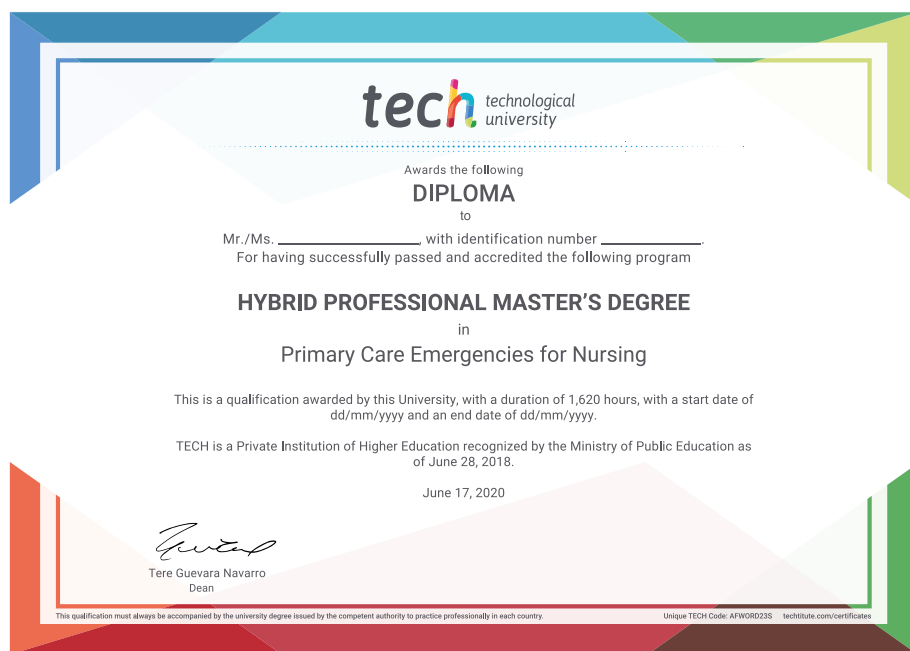 tech technological
university
Awards the following
DIPLOMA
to
Mr./Ms. ____________________, with identification number ______________.
For having successfully passed and accredited the following program
HYBRID PROFESSIONAL MASTER'S DEGREE
in
Primary Care Emergencies for Nursing
This is a qualification awarded by this University, with a duration of 1,620 hours, with a start date of
dd/mm/yyyy and an end date of dd/mm/yyyy.
TECH is a Private Institution of Higher Education recognized by the Ministry of Public Education as
of June 28, 2018.
June 17, 2020
Tere Guevara Navarro
Dean
This qualification must always be accompanied by the university degree issued by the competent authority to practice professionally in each country. Unique TECH Code: AFWORD23S techtitute.com/certificates